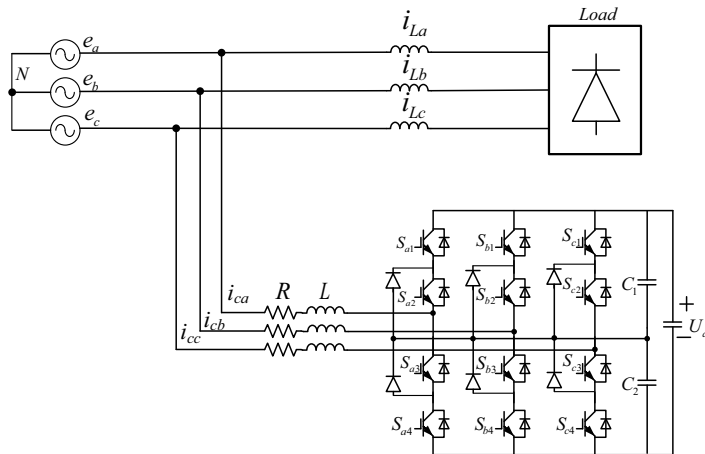 e_a
N
e_b
e_c
i_La
i_Lb
i_Lc
Load
S_a1
S_b1
S_c1
S_a2
S_b2
S_c2
C_1
i_ca
R
L
i_cb
i_cc
+
−
U_d
S_a3
S_b3
S_c3
C_2
S_a4
S_b4
S_c4